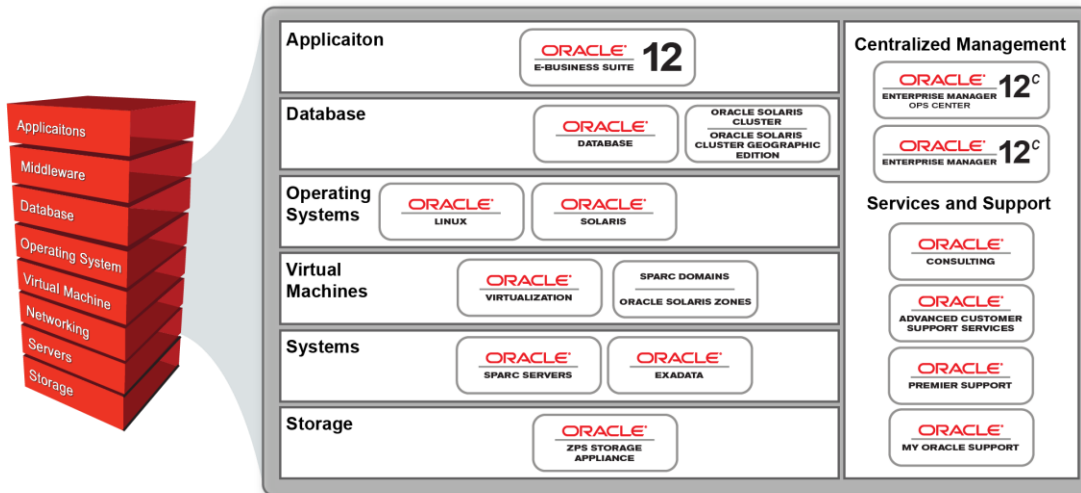 Applicaitons
Middleware
Database
Operating System
Virtual Machine
Networking
Servers
Storage
Applicaiton
ORACLE®
E-BUSINESS SUITE 12
Database
ORACLE®
DATABASE
ORACLE SOLARIS
CLUSTER
ORACLE SOLARIS
CLUSTER GEOGRAPHIC
EDITION
Operating
Systems
ORACLE®
LINUX
ORACLE®
SOLARIS
Virtual
Machines
ORACLE®
VIRTUALIZATION
SPARC DOMAINS
ORACLE SOLARIS ZONES
Systems
ORACLE®
SPARC SERVERS
ORACLE®
EXADATA
Storage
ORACLE®
ZPS STORAGE
APPLIANCE
Centralized Management
ORACLE®
ENTERPRISE MANAGER 12c
OPS CENTER
ORACLE®
ENTERPRISE MANAGER 12c
Services and Support
ORACLE®
CONSULTING
ORACLE®
ADVANCED CUSTOMER
SUPPORT SERVICES
ORACLE®
PREMIER SUPPORT
ORACLE®
MY ORACLE SUPPORT